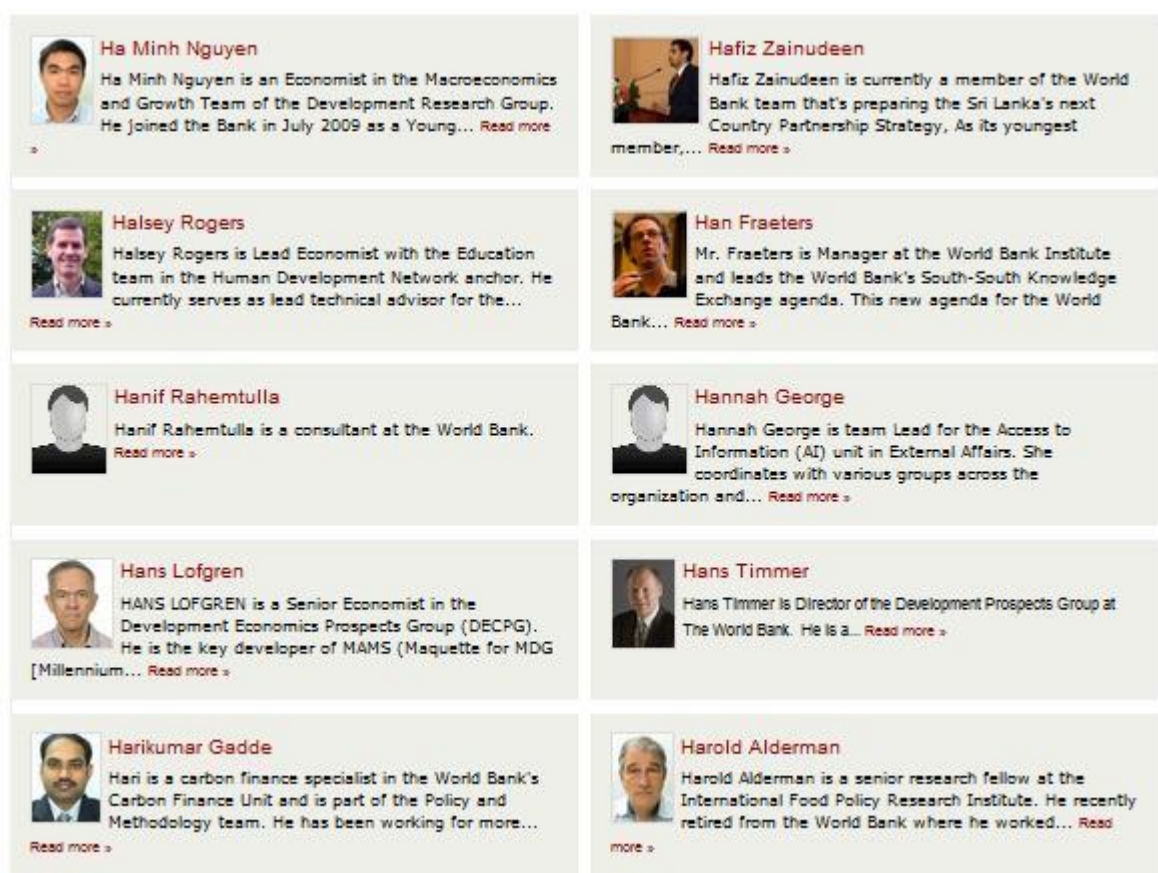 Ha Minh Nguyen
Ha Minh Nguyen is an Economist in the Macroeconomics
and Growth Team of the Development Research Group.
He joined the Bank in July 2009 as a Young... Read more
»
Hafiz Zainudeen
Hafiz Zainudeen is currently a member of the World
Bank team that's preparing the Sri Lanka's next
Country Partnership Strategy, As its youngest
member,... Read more »
Halsey Rogers
Halsey Rogers is Lead Economist with the Education
team in the Human Development Network anchor. He
currently serves as lead technical advisor for the...
Read more »
Han Fraeters
Mr. Fraeters is Manager at the World Bank Institute
and leads the World Bank's South-South Knowledge
Exchange agenda. This new agenda for the World
Bank... Read more »
Hanif Rahemtulla
Hanif Rahemtulla is a consultant at the World Bank.
Read more »
Hannah George
Hannah George is team Lead for the Access to
Information (AI) unit in External Affairs. She
coordinates with various groups across the
organization and... Read more »
Hans Lofgren
HANS LOFGREN is a Senior Economist in the
Development Economics Prospects Group (DECPG).
He is the key developer of MAMS (Maquette for MDG
[Millennium... Read more »
Hans Timmer
Hans Timmer is Director of the Development Prospects Group at
The World Bank. He is a... Read more »
Harikumar Gadde
Hari is a carbon finance specialist in the World Bank's
Carbon Finance Unit and is part of the Policy and
Methodology team. He has been working for more...
Read more »
Harold Alderman
Harold Alderman is a senior research fellow at the
International Food Policy Research Institute. He recently
retired from the World Bank where he worked... Read
more »